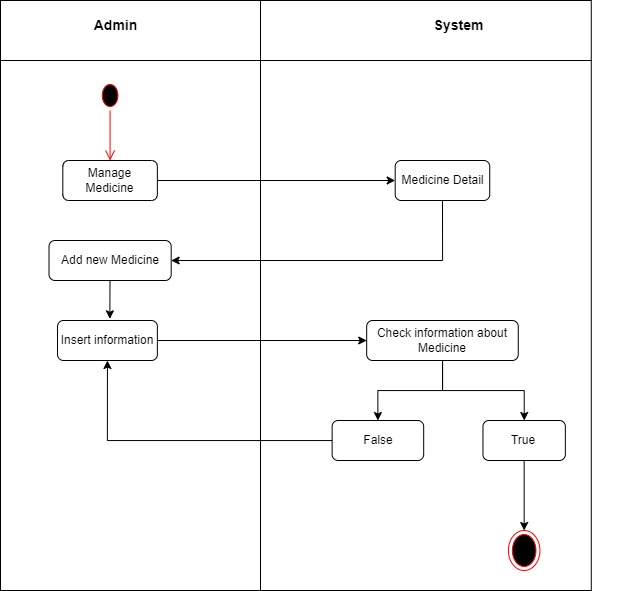 Admin
System
Manage
Medicine
Medicine Detail
Add new Medicine
Insert information
Check information about
Medicine
False
True